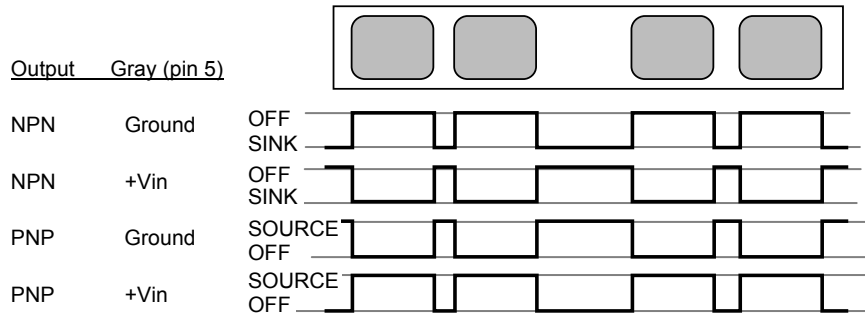 Output Gray (pin 5)
NPN Ground OFF
SINK
NPN +Vin OFF
SINK
PNP Ground SOURCE
OFF
PNP +Vin SOURCE
OFF